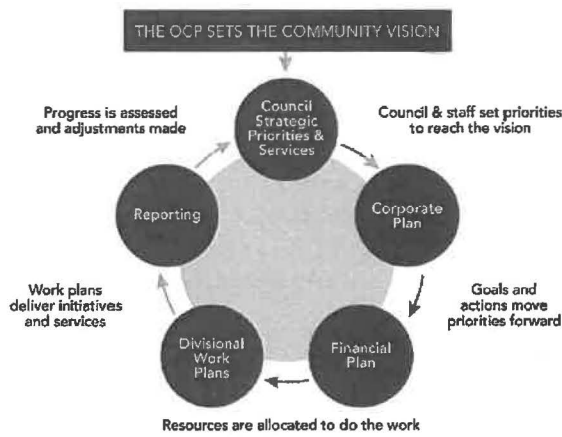 THE OCP SETS THE COMMUNITY VISION
Council
Strategic
Priorities &
Services
Council & staff set priorities
to reach the vision
Corporate
Plan
Goals and
actions move
priorities forward
Financial
Plan
Resources are allocated to do the work
Divisional
Work
Plans
Work plans
deliver initiatives
and services
Reporting
Progress is assessed
and adjustments made